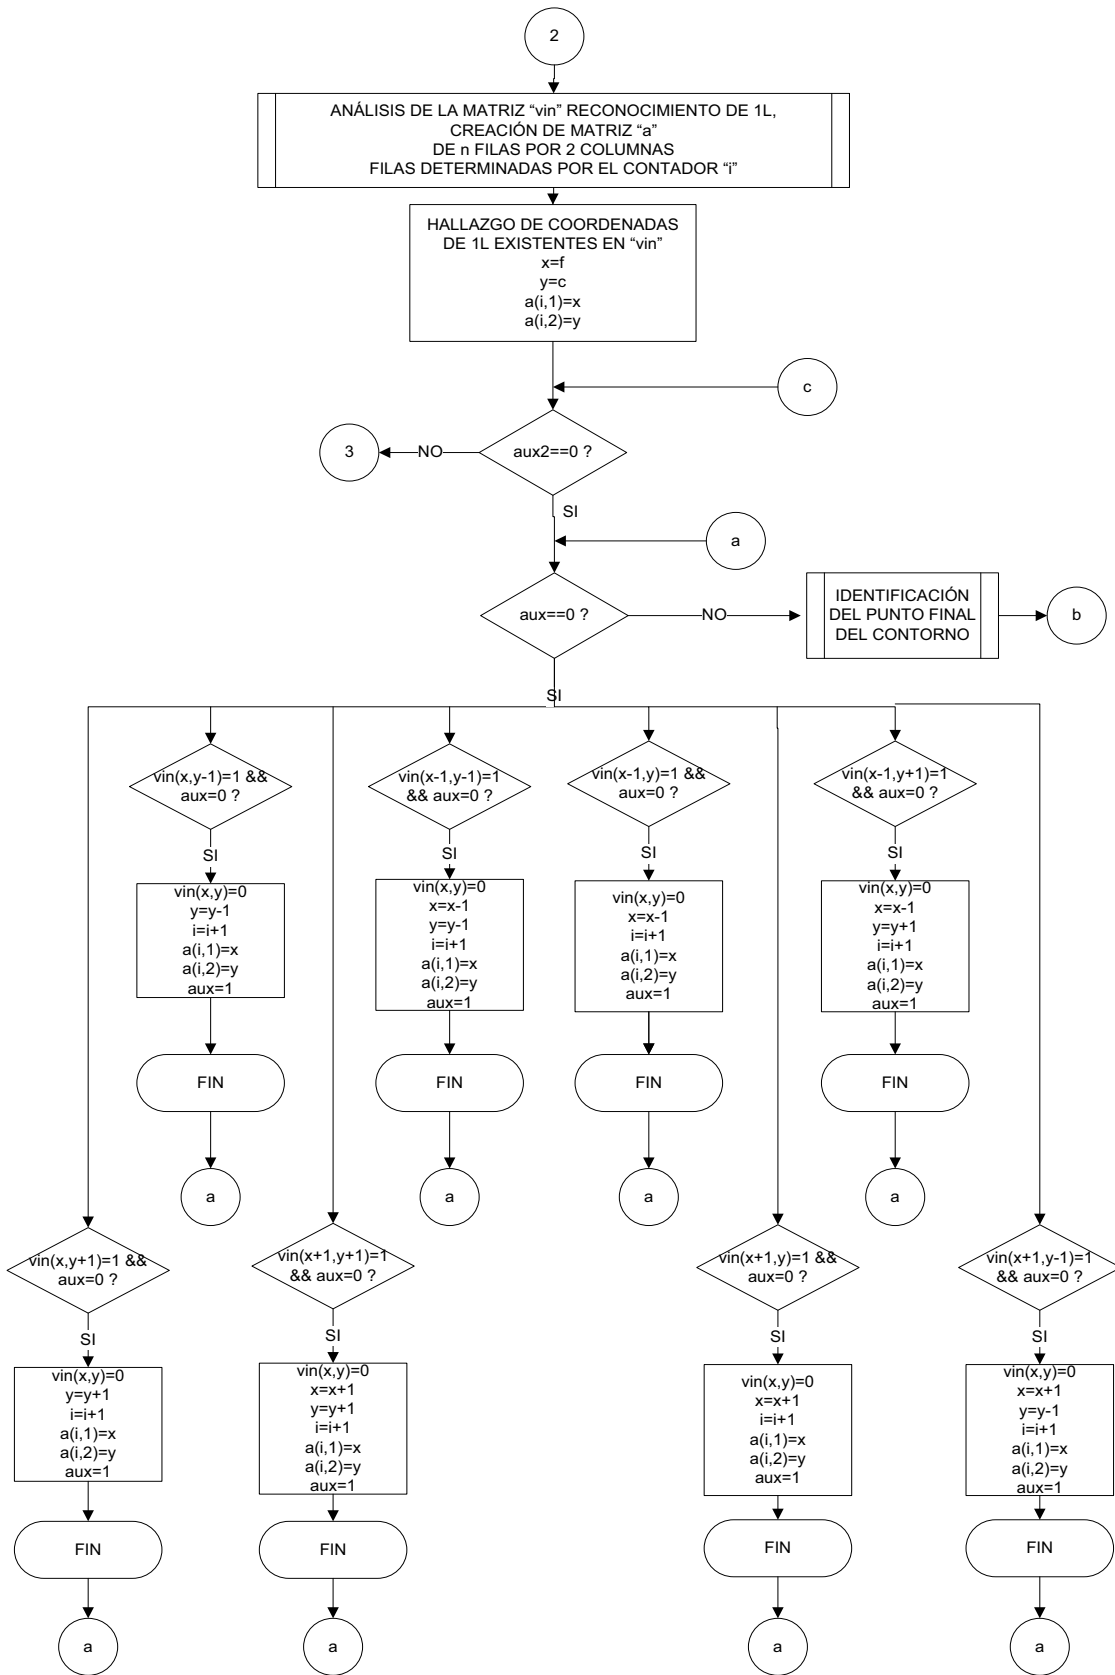 2
ANÁLISIS DE LA MATRIZ “vin” RECONOCIMIENTO DE 1L,
CREACIÓN DE MATRIZ “a”
DE n FILAS POR 2 COLUMNAS
FILAS DETERMINADAS POR EL CONTADOR “i”
HALLAZGO DE COORDENADAS
DE 1L EXISTENTES EN “vin”
x=f
y=c
a(i,1)=x
a(i,2)=y
c
3
NO
aux2==0 ?
SI
a
aux==0 ?
NO
IDENTIFICACIÓN
DEL PUNTO FINAL
DEL CONTORNO
b
SI
vin(x,y-1)=1 &&
aux=0 ?
SI
vin(x,y)=0
y=y-1
i=i+1
a(i,1)=x
a(i,2)=y
aux=1
FIN
a
vin(x-1,y-1)=1
&& aux=0 ?
SI
vin(x,y)=0
x=x-1
y=y-1
i=i+1
a(i,1)=x
a(i,2)=y
aux=1
FIN
a
vin(x-1,y)=1 &&
aux=0 ?
SI
vin(x,y)=0
x=x-1
i=i+1
a(i,1)=x
a(i,2)=y
aux=1
FIN
a
vin(x-1,y+1)=1
&& aux=0 ?
SI
vin(x,y)=0
x=x-1
y=y+1
i=i+1
a(i,1)=x
a(i,2)=y
aux=1
FIN
a
vin(x,y+1)=1 &&
aux=0 ?
SI
vin(x,y)=0
y=y+1
i=i+1
a(i,1)=x
a(i,2)=y
aux=1
FIN
a
vin(x+1,y+1)=1
&& aux=0 ?
SI
vin(x,y)=0
x=x+1
y=y+1
i=i+1
a(i,1)=x
a(i,2)=y
aux=1
FIN
a
vin(x+1,y)=1 &&
aux=0 ?
SI
vin(x,y)=0
x=x+1
i=i+1
a(i,1)=x
a(i,2)=y
aux=1
FIN
a
vin(x+1,y-1)=1
&& aux=0 ?
SI
vin(x,y)=0
x=x+1
y=y-1
i=i+1
a(i,1)=x
a(i,2)=y
aux=1
FIN
a